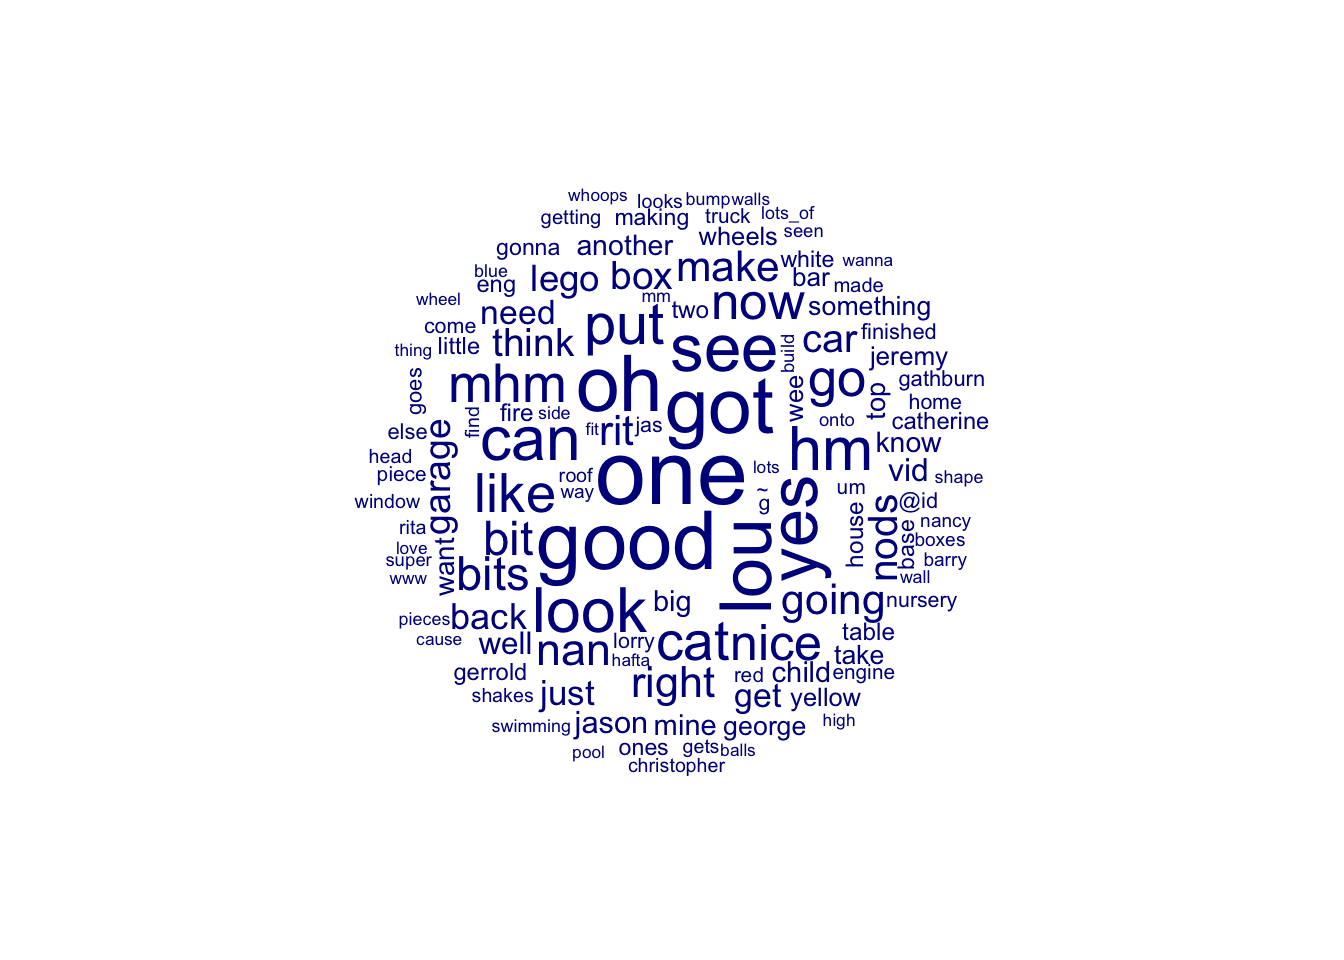 whoops looks bump walls
getting making truck lots_of
gonna another wheels seen
blue eng lego box make white wanna
wheel need mm two now bar made something
come put car finished
thing little think see build jeremy
goes mhm oh got wee go top gathburn
find fire side home
else can fit rit jas onto catherine
head garage hm know
piece roof one lots vid shape
window like way ~ um @id
rita bit good g yes house nods nancy
love base boxes
super want bits lou barry
www wall
pieces back look big going nursery
cause well nan lorry cat nice table
hafta take
gerrold right red child engine
shakes just get yellow
swimming jason mine george high
pool ones gets balls
christopher